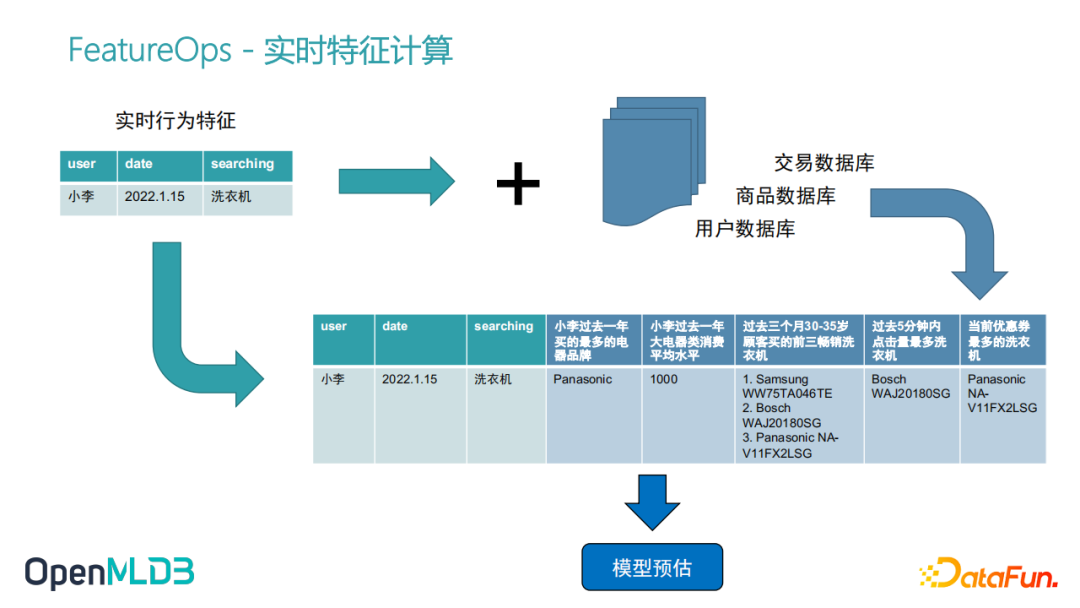 FeatureOps - 实时特征计算
实时行为特征
user date searching
小李 2022.1.15 洗衣机
交易数据库
商品数据库
用户数据库
user date searching 小李过去一年 小李过去一年 过去三个月30-35岁 过去5分钟内 当前优惠券
买的最多的电 大电器类消费 顾客买的前三畅销洗 点击量最多洗 最多的洗衣
器品牌 平均水平 衣机 衣机 机
小李 2022.1.15 洗衣机 Panasonic 1000 1. Samsung Bosch Panasonic
WW75TA046TE WAJ20180SG NA-
2. Bosch V11FX2LSG
WAJ20180SG
3. Panasonic NA-
V11FX2LSG
模型预估
OpenMLDB
DataFun.